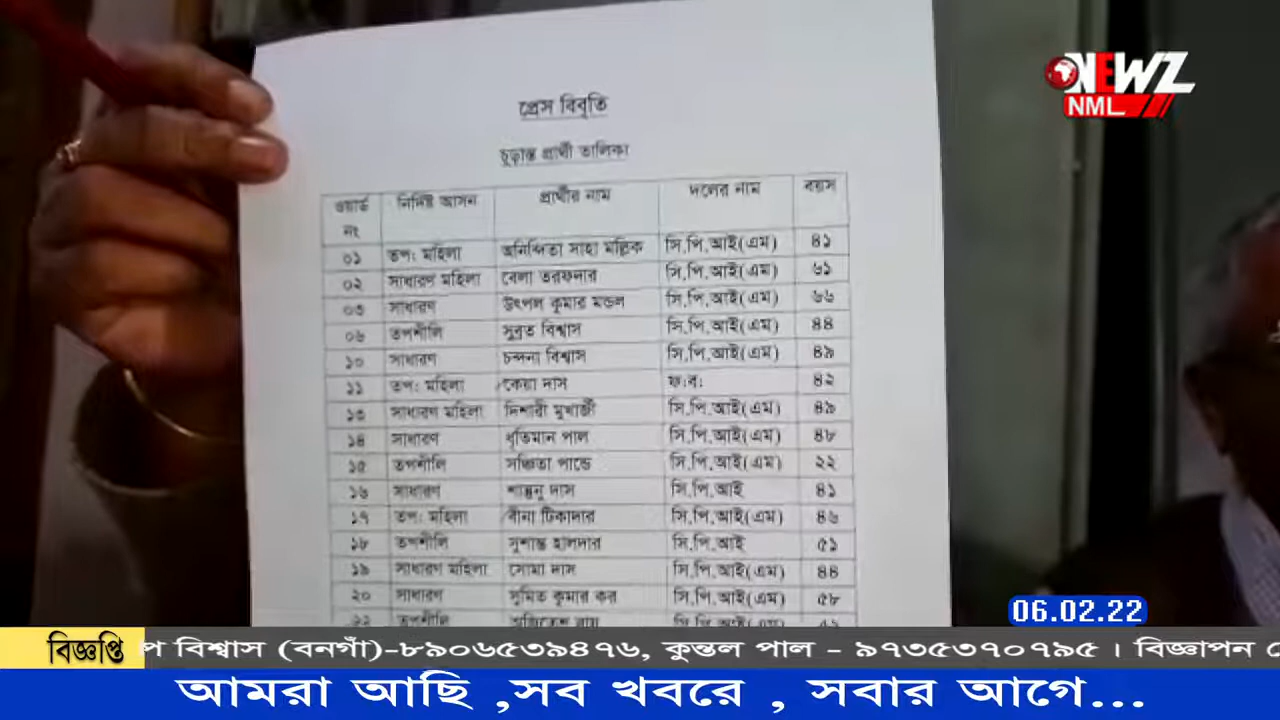 NEWZ
NML
প্রেস বিবৃতি
চূড়ান্ত প্রার্থী তালিকা
ওয়ার্ড নং নির্দিষ্ট আসন প্রার্থীর নাম দলের নাম বয়স
০১ তপ: মহিলা অনিন্দিতা সাহা মল্লিক সি.পি.আই(এম) ৪১
০২ সাধারণ মহিলা বেলা তরফদার সি.পি.আই(এম) ৬১
০৩ সাধারণ উৎপল কুমার মন্ডল সি.পি.আই(এম) ৬৬
০৬ তপশীলি সুব্রত বিশ্বাস সি.পি.আই(এম) ৪৪
১০ সাধারণ চন্দনা বিশ্বাস সি.পি.আই(এম) ৪৯
১১ তপ: মহিলা কেয়া দাস ফ:ব: ৪২
১৩ সাধারণ মহিলা দিশারী মুখার্জী সি.পি.আই(এম) ৪৯
১৪ সাধারণ ধৃতিমান পাল সি.পি.আই(এম) ৪৮
১৫ তপশীলি সঞ্চিতা পান্ডে সি.পি.আই(এম) ২২
১৬ সাধারণ শান্তনু দাস সি.পি.আই ৪১
১৭ তপ: মহিলা বীনা টিকাদার সি.পি.আই(এম) ৪৬
১৮ তপশীলি সুশান্ত হালদার সি.পি.আই ৫১
১৯ সাধারণ মহিলা সোমা দাস সি.পি.আই(এম) ৪৪
২০ সাধারণ সুমিত কুমার কর সি.পি.আই(এম) ৫৮
তপশীলি সি.পি.আই(এম)
06.02.22
বিজ্ঞপ্তি প বিশ্বাস (বনগাঁ)-৮৯০৬৫৩৯৪৭৬, কুন্তল পাল - ৯৭৩৫৩৭০৭৯৫ । বিজ্ঞাপন
আমরা আছি ,সব খবরে , সবার আগে...